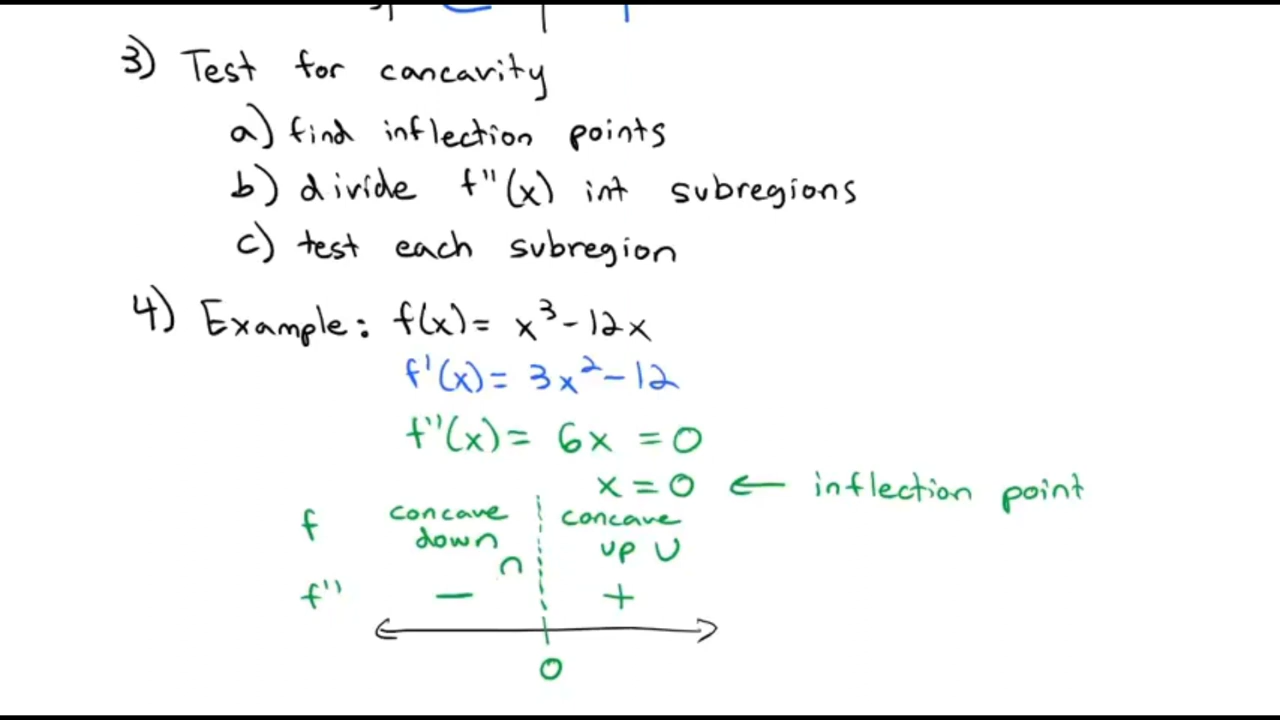 3) Test for concavity
a) find inflection points
b) divide f"(x) int subregions
c) test each subregion
4) Example: f(x) = x³ - 12x
f'(x) = 3x² - 12
f"(x) = 6x = 0
x = 0 ← inflection point
f concave down ∩ concave up ∪
f" − +
0